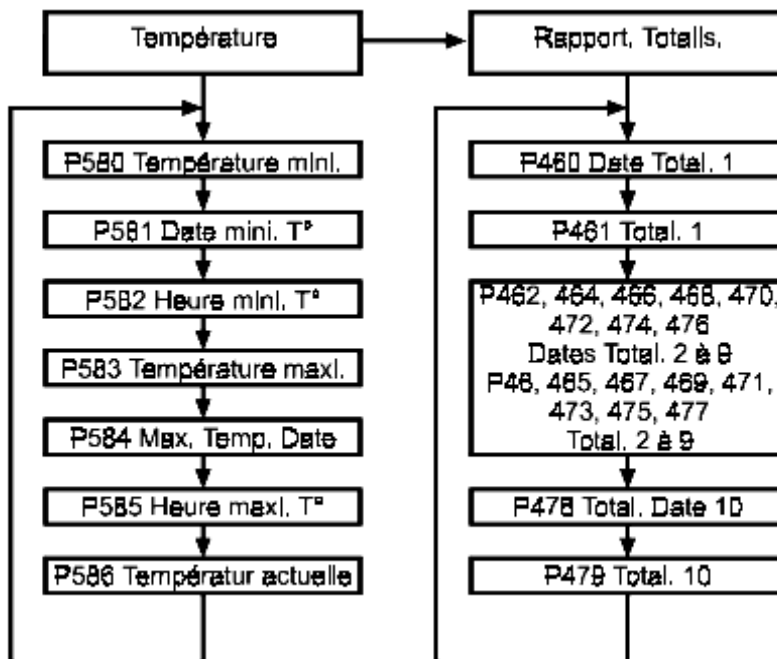 Température
Rapport. Totalis.
P580 Température mini.
P581 Date mini. T°
P582 Heure mini. T°
P583 Température maxi.
P584 Max. Temp. Date
P585 Heure maxi. T°
P586 Températur actuelle
P460 Date Total. 1
P461 Total. 1
P462, 464, 466, 468, 470,
472, 474, 476
Dates Total. 2 à 9
P46, 465, 467, 469, 471,
473, 475, 477
Total. 2 à 9
P478 Total. Date 10
P479 Total. 10